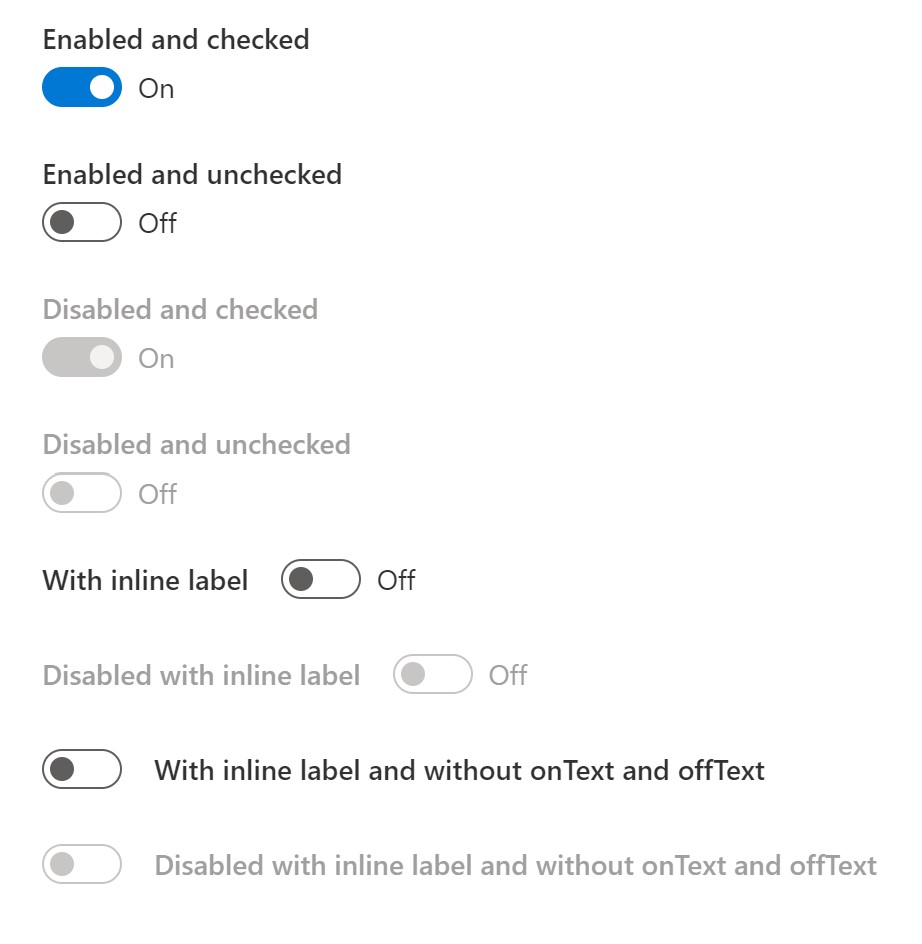 Enabled and checked
On
Enabled and unchecked
Off
Disabled and checked
On
Disabled and unchecked
Off
With inline label Off
Disabled with inline label Off
With inline label and without onText and offText
Disabled with inline label and without onText and offText